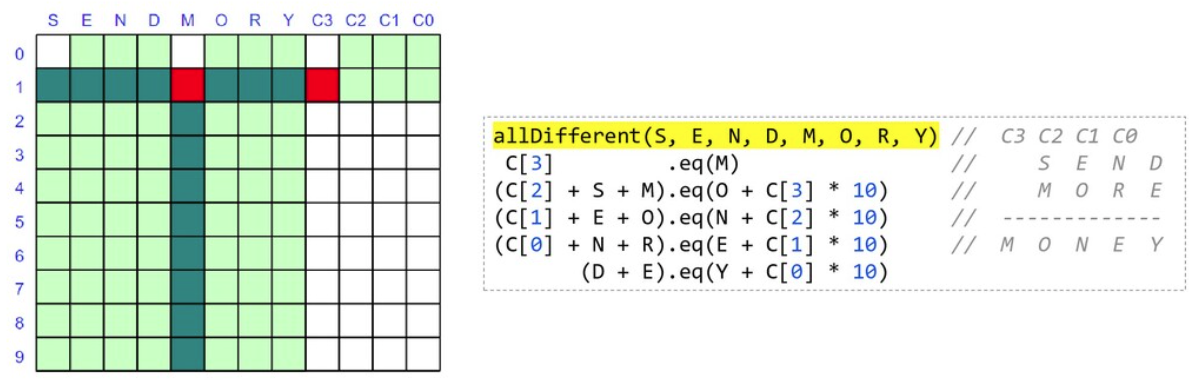 S E N D M O R Y C3 C2 C1 C0
0
1
2
3
4
5
6
7
8
9
allDifferent(S, E, N, D, M, O, R, Y) // C3 C2 C1 C0
C[3] .eq(M) // S E N D
(C[2] + S + M).eq(O + C[3] * 10) // M O R E
(C[1] + E + O).eq(N + C[2] * 10) // -------------
(C[0] + N + R).eq(E + C[1] * 10) // M O N E Y
(D + E).eq(Y + C[0] * 10)